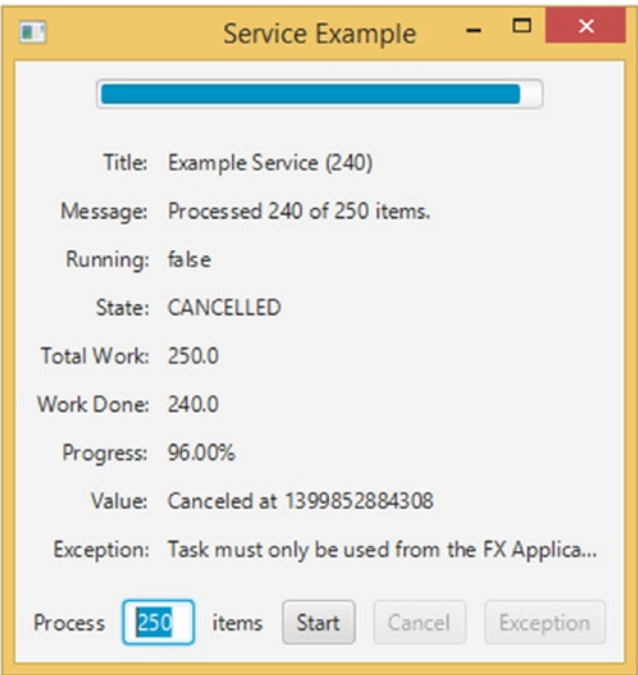 Service Example
Title: Example Service (240)
Message: Processed 240 of 250 items.
Running: false
State: CANCELLED
Total Work: 250.0
Work Done: 240.0
Progress: 96.00%
Value: Canceled at 1399852884308
Exception: Task must only be used from the FX Applica...
Process 250 items Start Cancel Exception